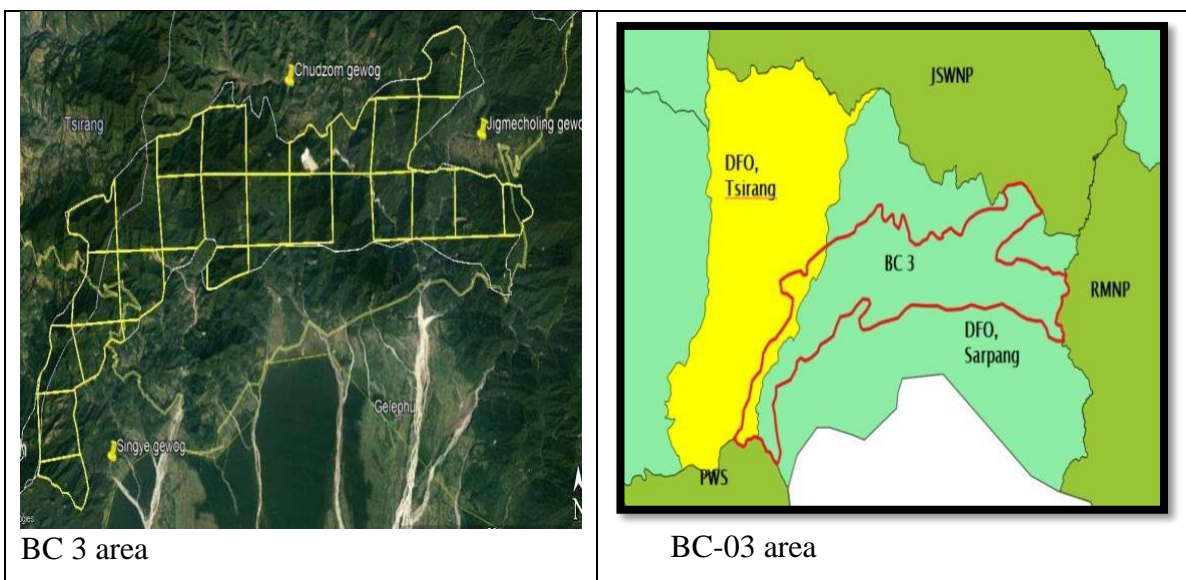 Chudzom gewog
Tsirang
Jigmecholing gewo
Gelephu
Singye gewog
N
BC 3 area
JSWNP
DFO,
Tsirang
BC 3
RMNP
DFO,
Sarpang
PWS
BC-03 area